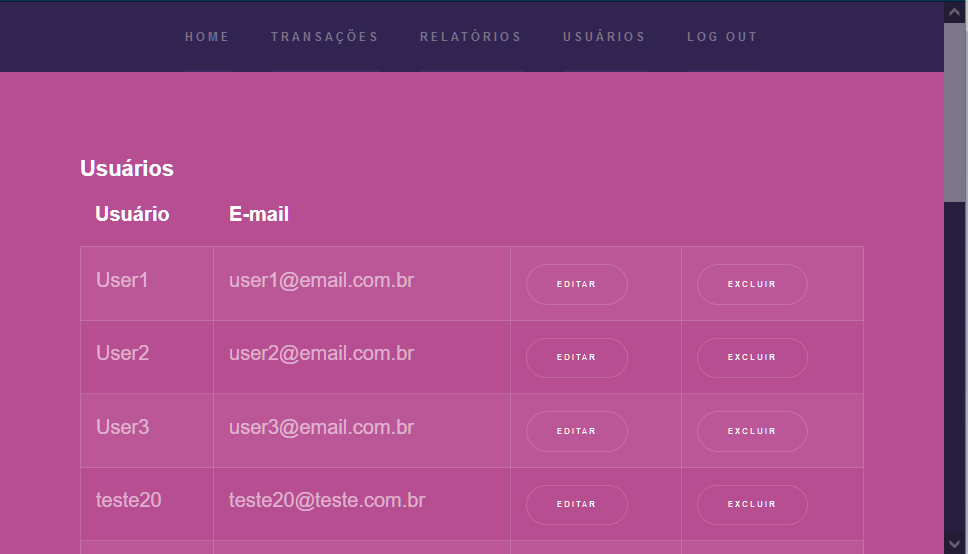 HOME TRANSAÇÕES RELATÓRIOS USUÁRIOS LOG OUT
Usuários
Usuário E-mail
User1 user1@email.com.br EDITAR EXCLUIR
User2 user2@email.com.br EDITAR EXCLUIR
User3 user3@email.com.br EDITAR EXCLUIR
teste20 teste20@teste.com.br EDITAR EXCLUIR